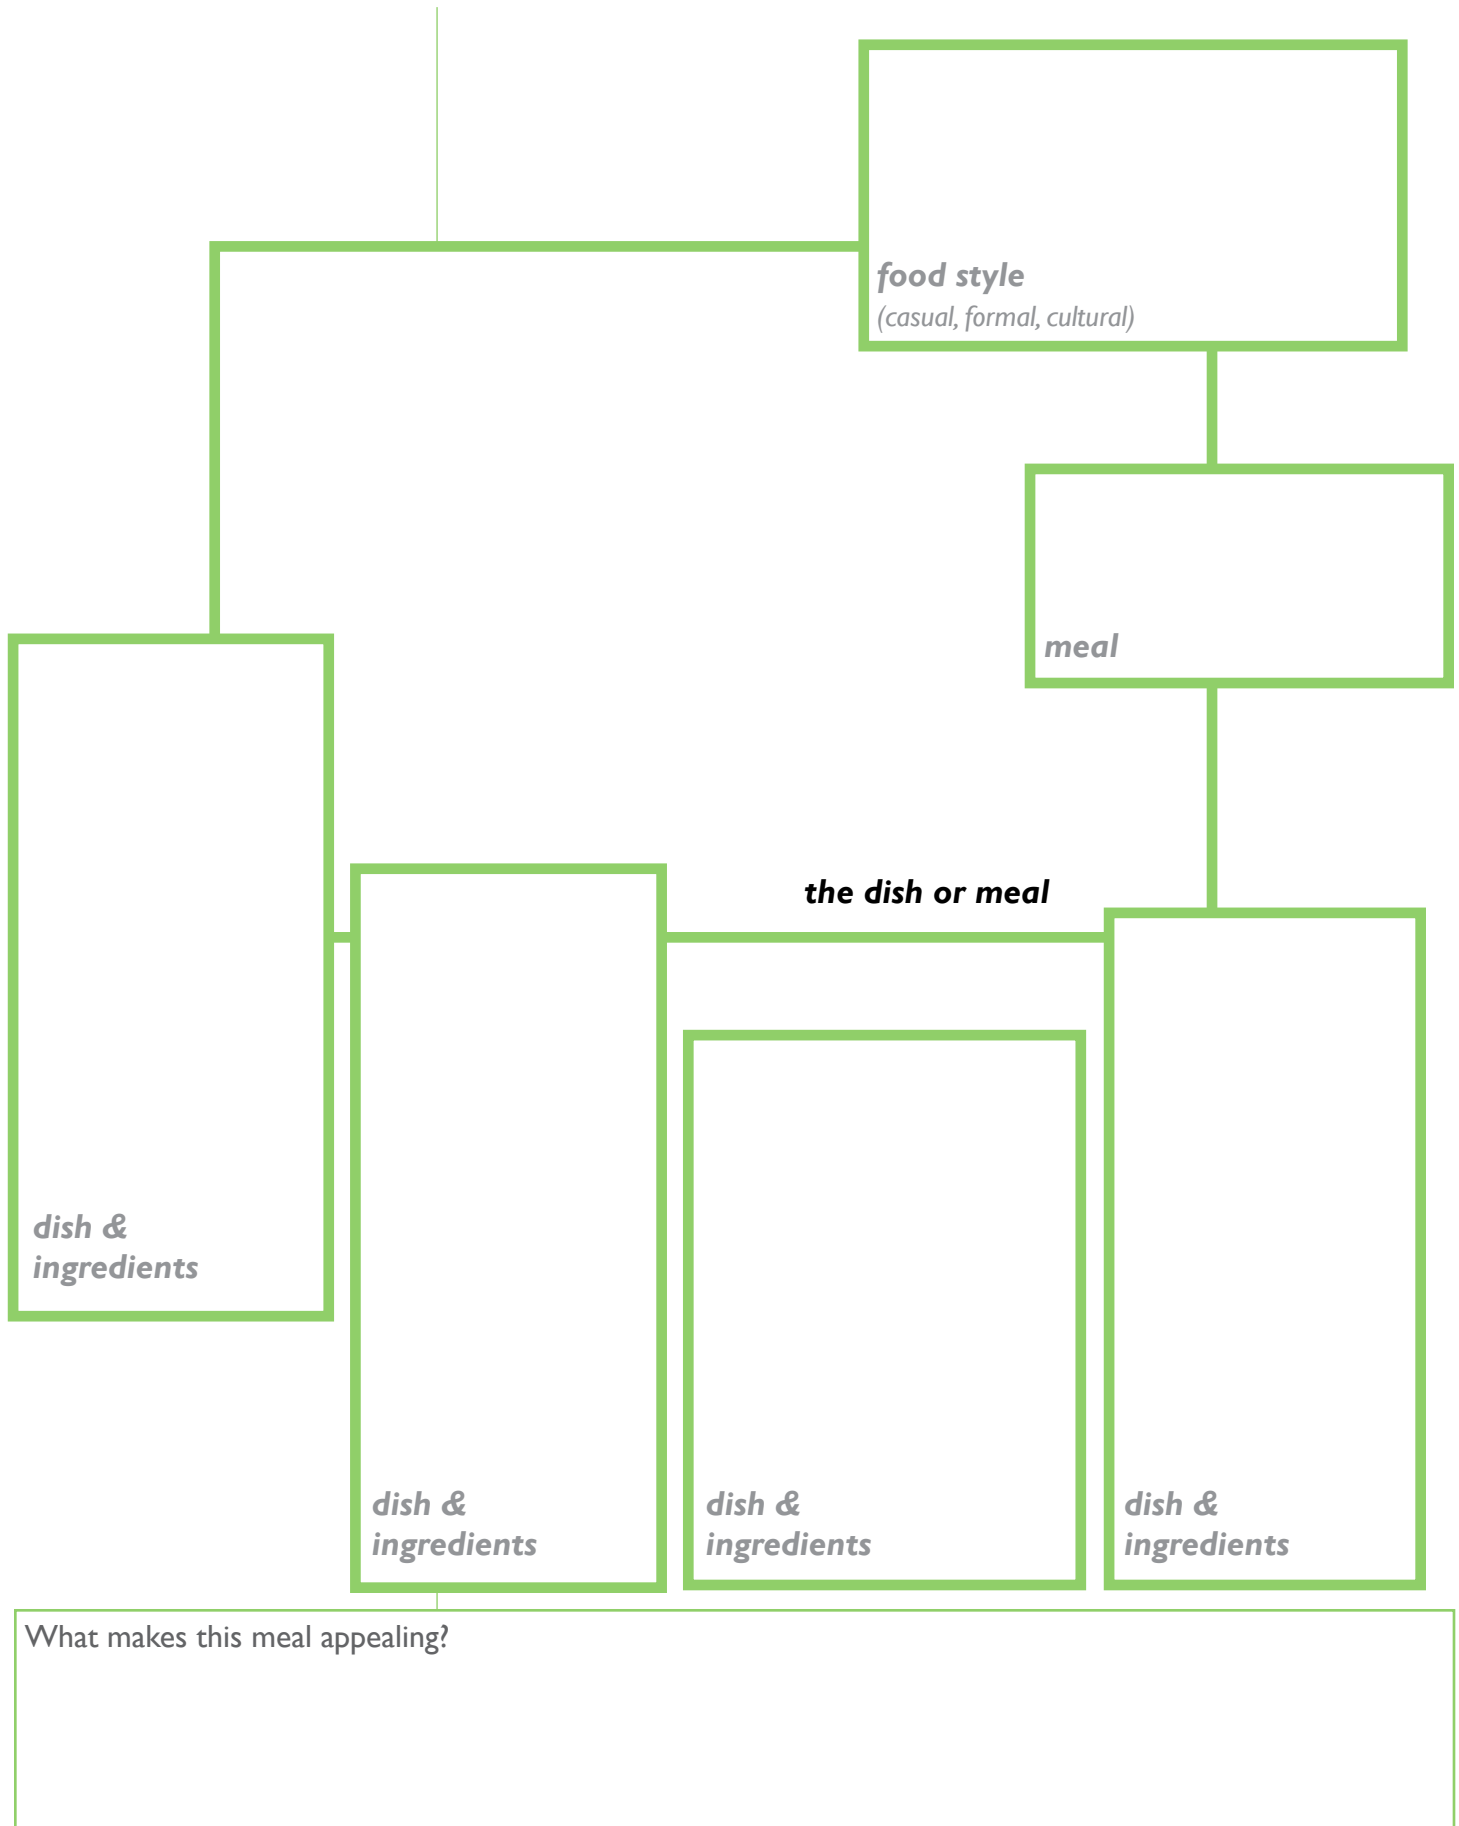 food style
(casual, formal, cultural)
meal
the dish or meal
dish &
ingredients
dish &
ingredients
dish &
ingredients
dish &
ingredients
What makes this meal appealing?